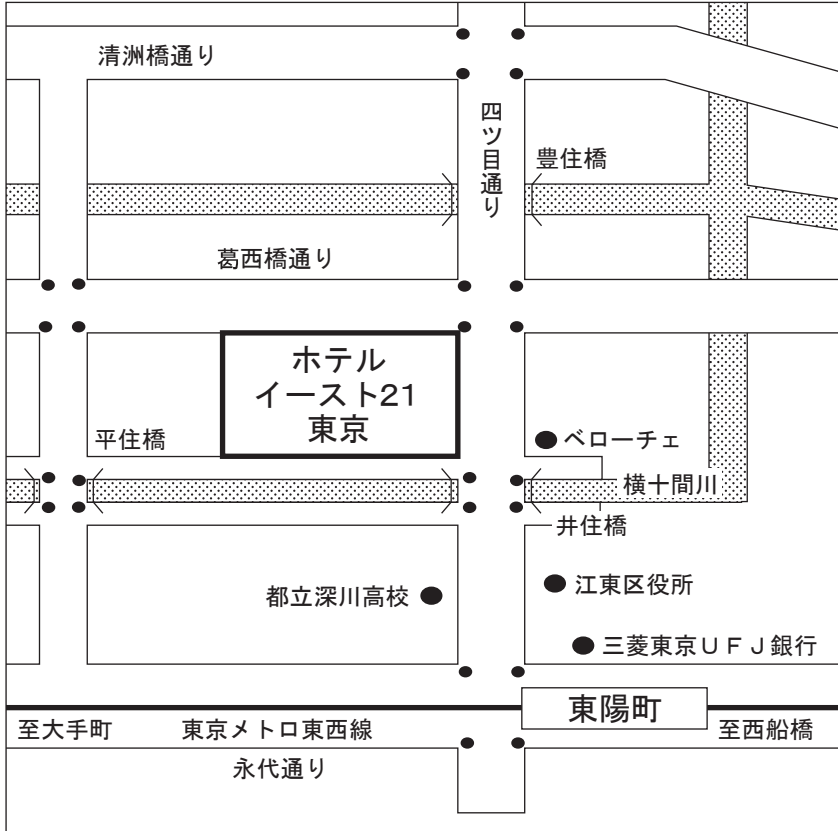 清洲橋通り
四ツ目通り
豊住橋
葛西橋通り
ホテル
イースト21
東京
平住橋
ベローチェ
横十間川
井住橋
都立深川高校
江東区役所
三菱東京ＵＦＪ銀行
東陽町
至大手町
東京メトロ東西線
至西船橋
永代通り